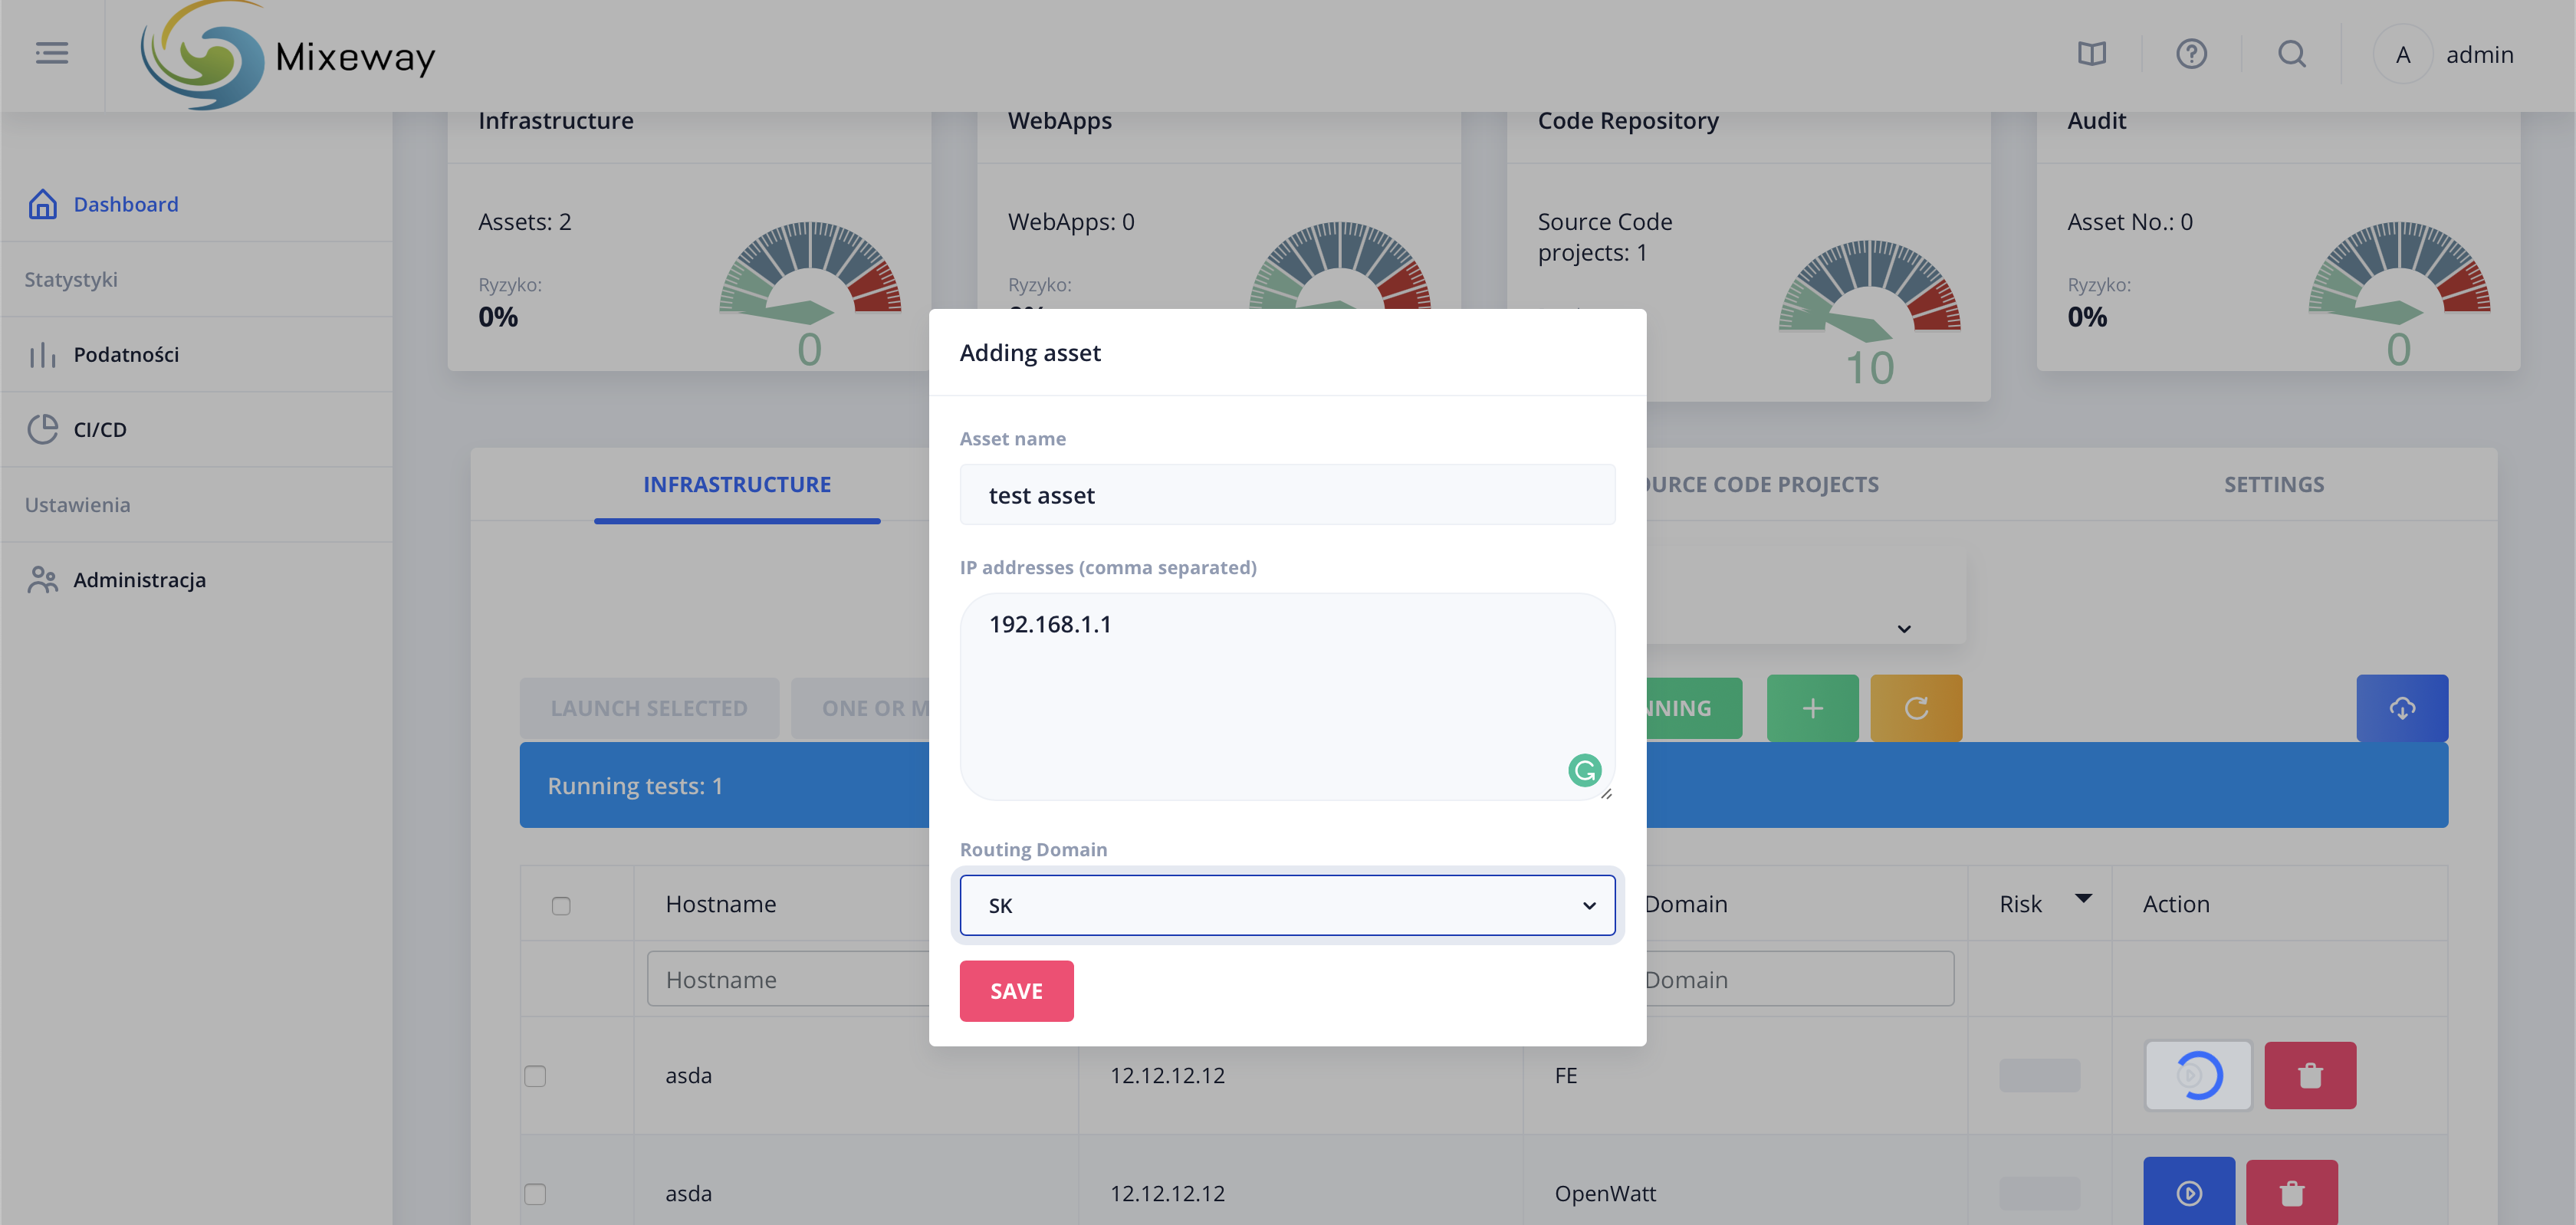 Mixeway
A
admin
Infrastructure
WebApps
Code Repository
Audit
Dashboard
Assets: 2
WebApps: 0
Source Code
projects: 1
Asset No.: 0
Statystyki
Ryzyko:
Ryzyko:
Ryzyko:
0%
0%
0
10
0
Podatności
CI/CD
Ustawienia
Administracja
Adding asset
Asset name
test asset
IP addresses (comma separated)
192.168.1.1
Routing Domain
SK
SAVE
INFRASTRUCTURE
OURCE CODE PROJECTS
SETTINGS
LAUNCH SELECTED
ONE OR M
NNING
Running tests: 1
Hostname
Domain
Risk
Action
Hostname
Domain
asda
12.12.12.12
FE
asda
12.12.12.12
OpenWatt